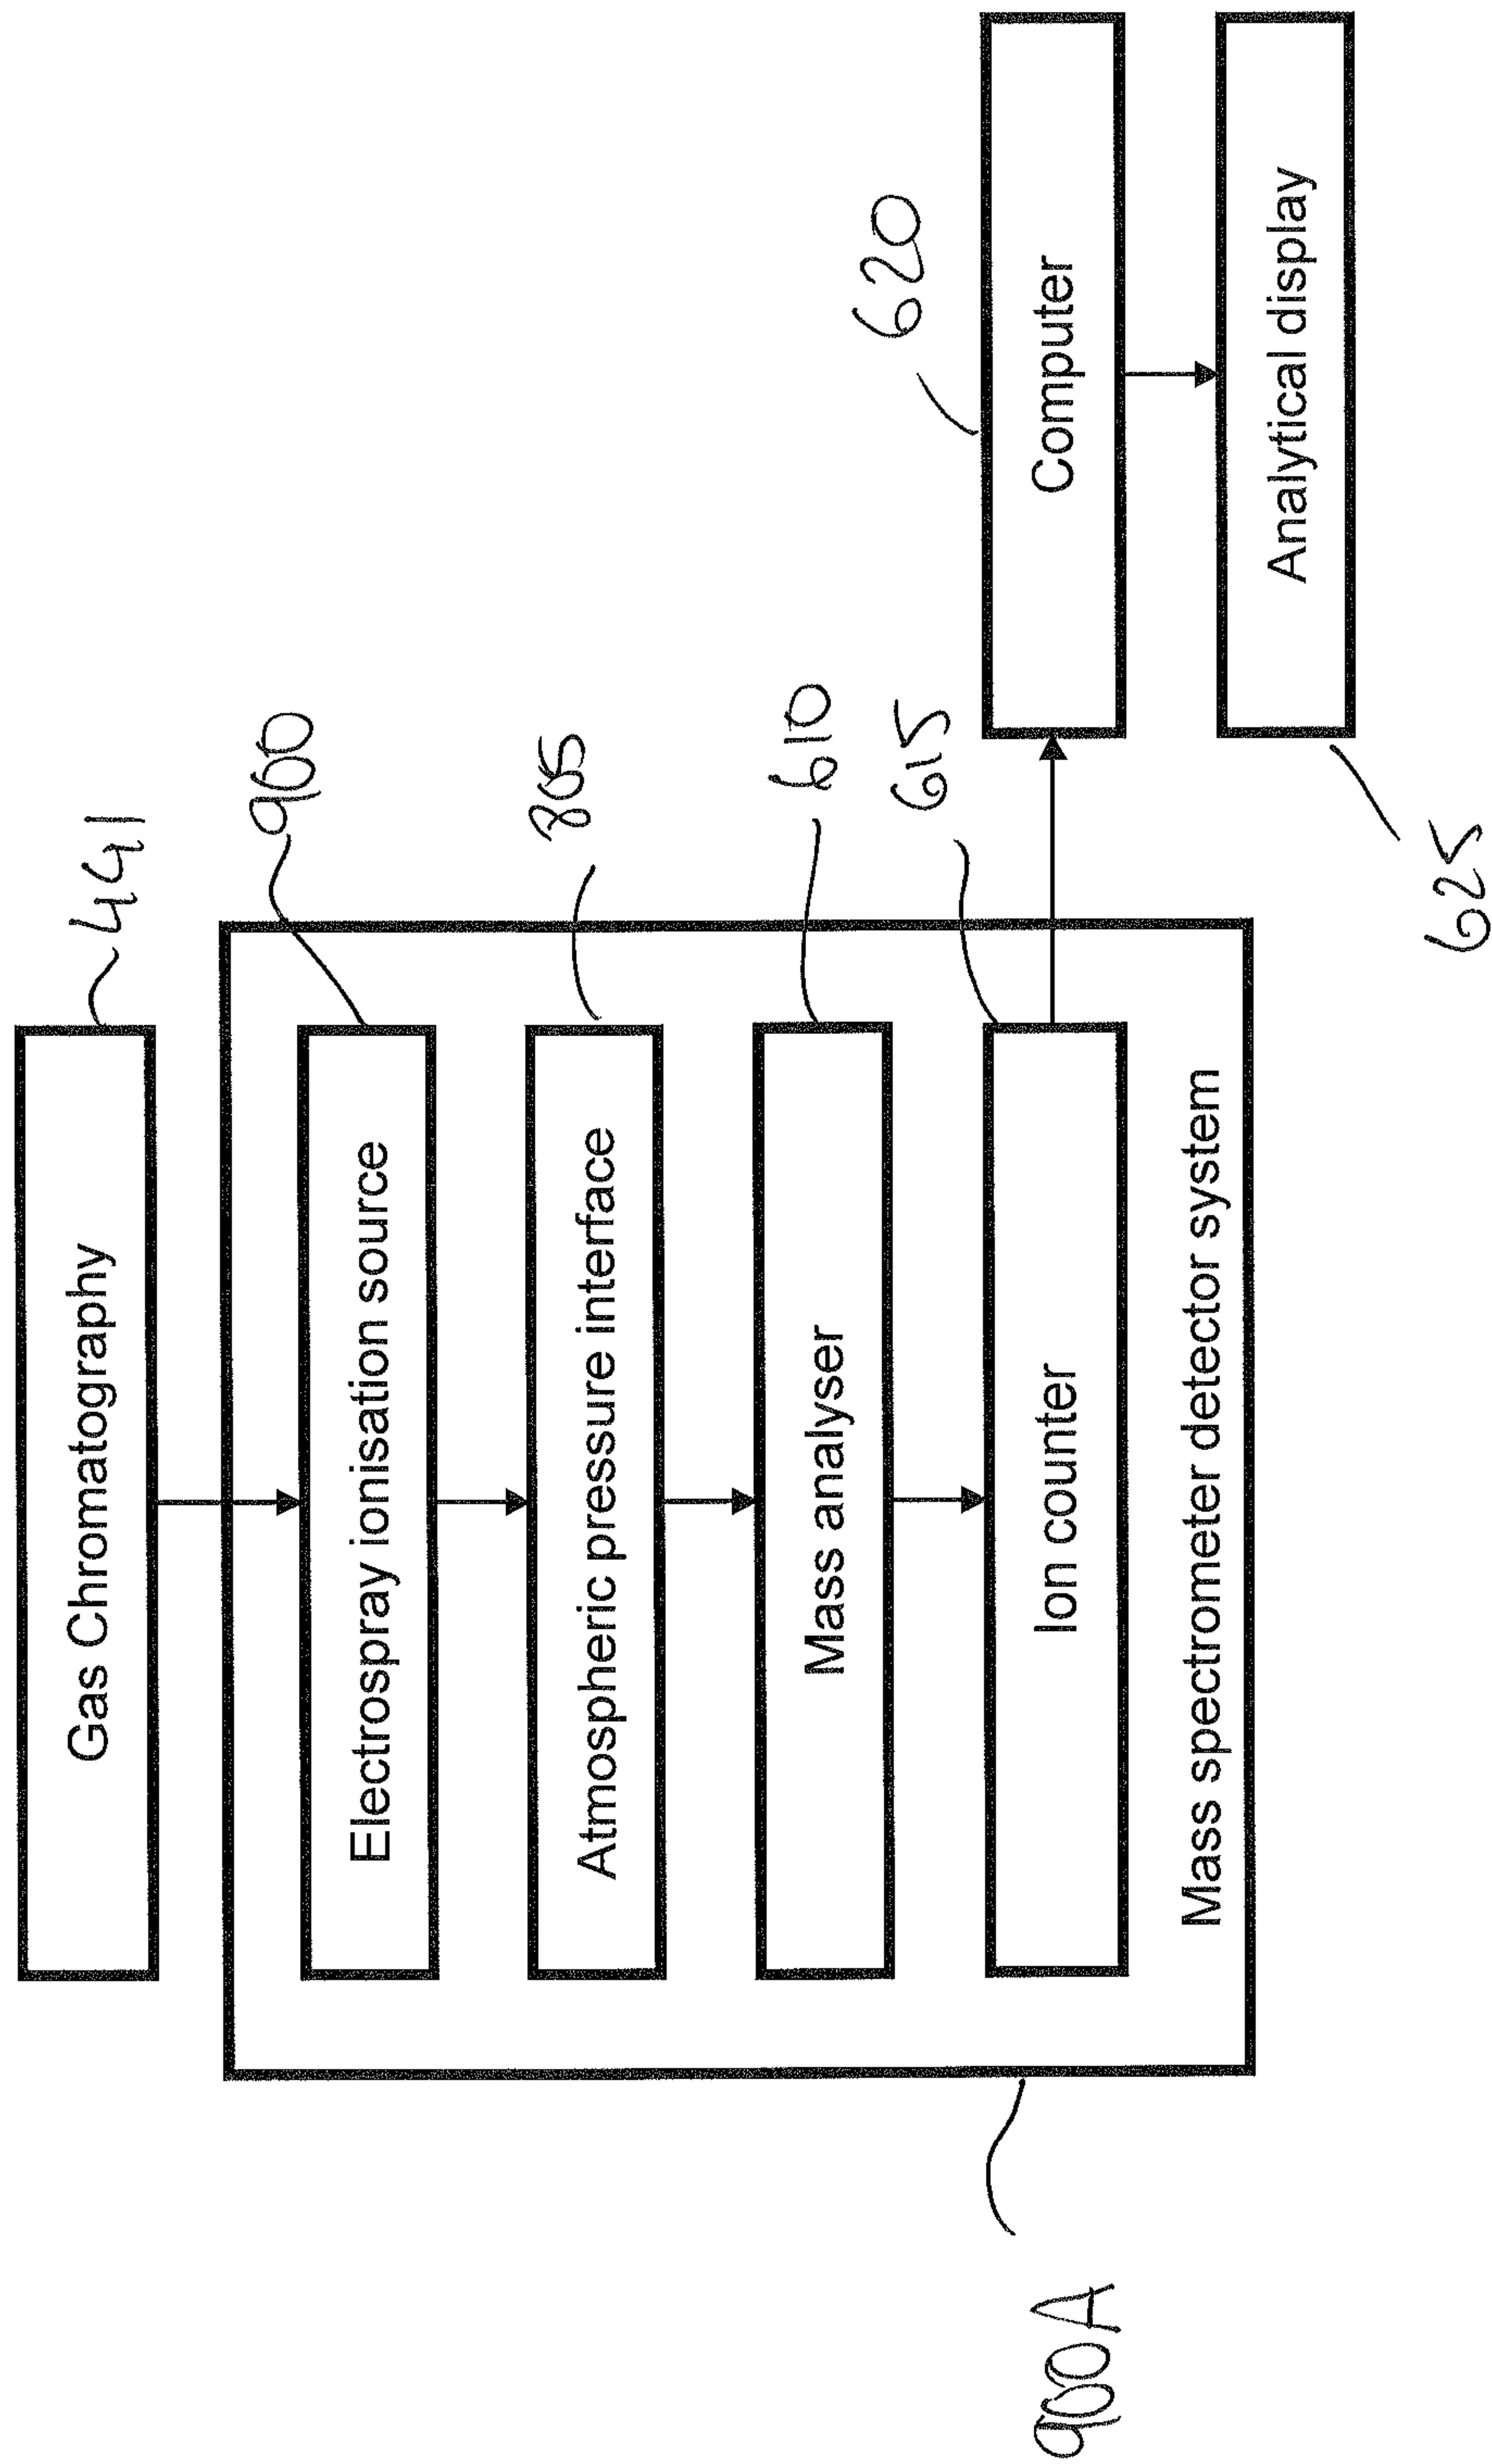 Gas Chromatography
441
Electrospray ionisation source
900
Atmospheric pressure interface
805
Mass analyser
610
Ion counter
615
Mass spectrometer detector system
900A
Computer
620
Analytical display
625